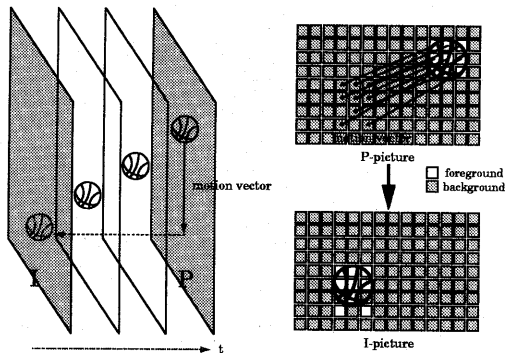 motion vector
I
P
t
P-picture
foreground
background
I-picture